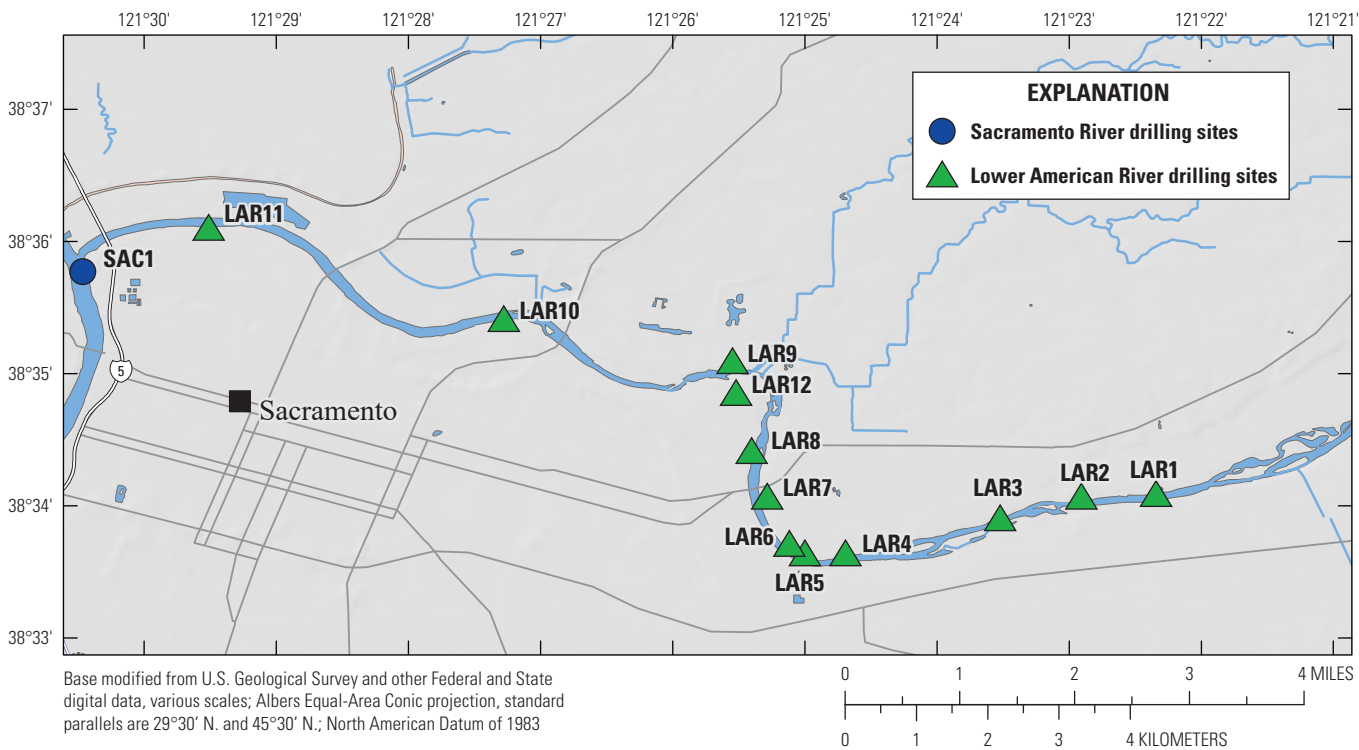 121°30'
121°29'
121°28'
121°27'
121°26'
121°25'
121°24'
121°23'
121°22'
121°21'
38°37'
38°36'
38°35'
38°34'
38°33'
EXPLANATION
Sacramento River drilling sites
Lower American River drilling sites
LAR11
SAC1
LAR10
LAR9
LAR12
5
Sacramento
LAR8
LAR7
LAR3
LAR2
LAR1
LAR6
LAR4
LAR5
Base modified from U.S. Geological Survey and other Federal and State
digital data, various scales; Albers Equal-Area Conic projection, standard
parallels are 29°30' N. and 45°30' N.; North American Datum of 1983
0 1 2 3 4 MILES
0 1 2 3 4 KILOMETERS